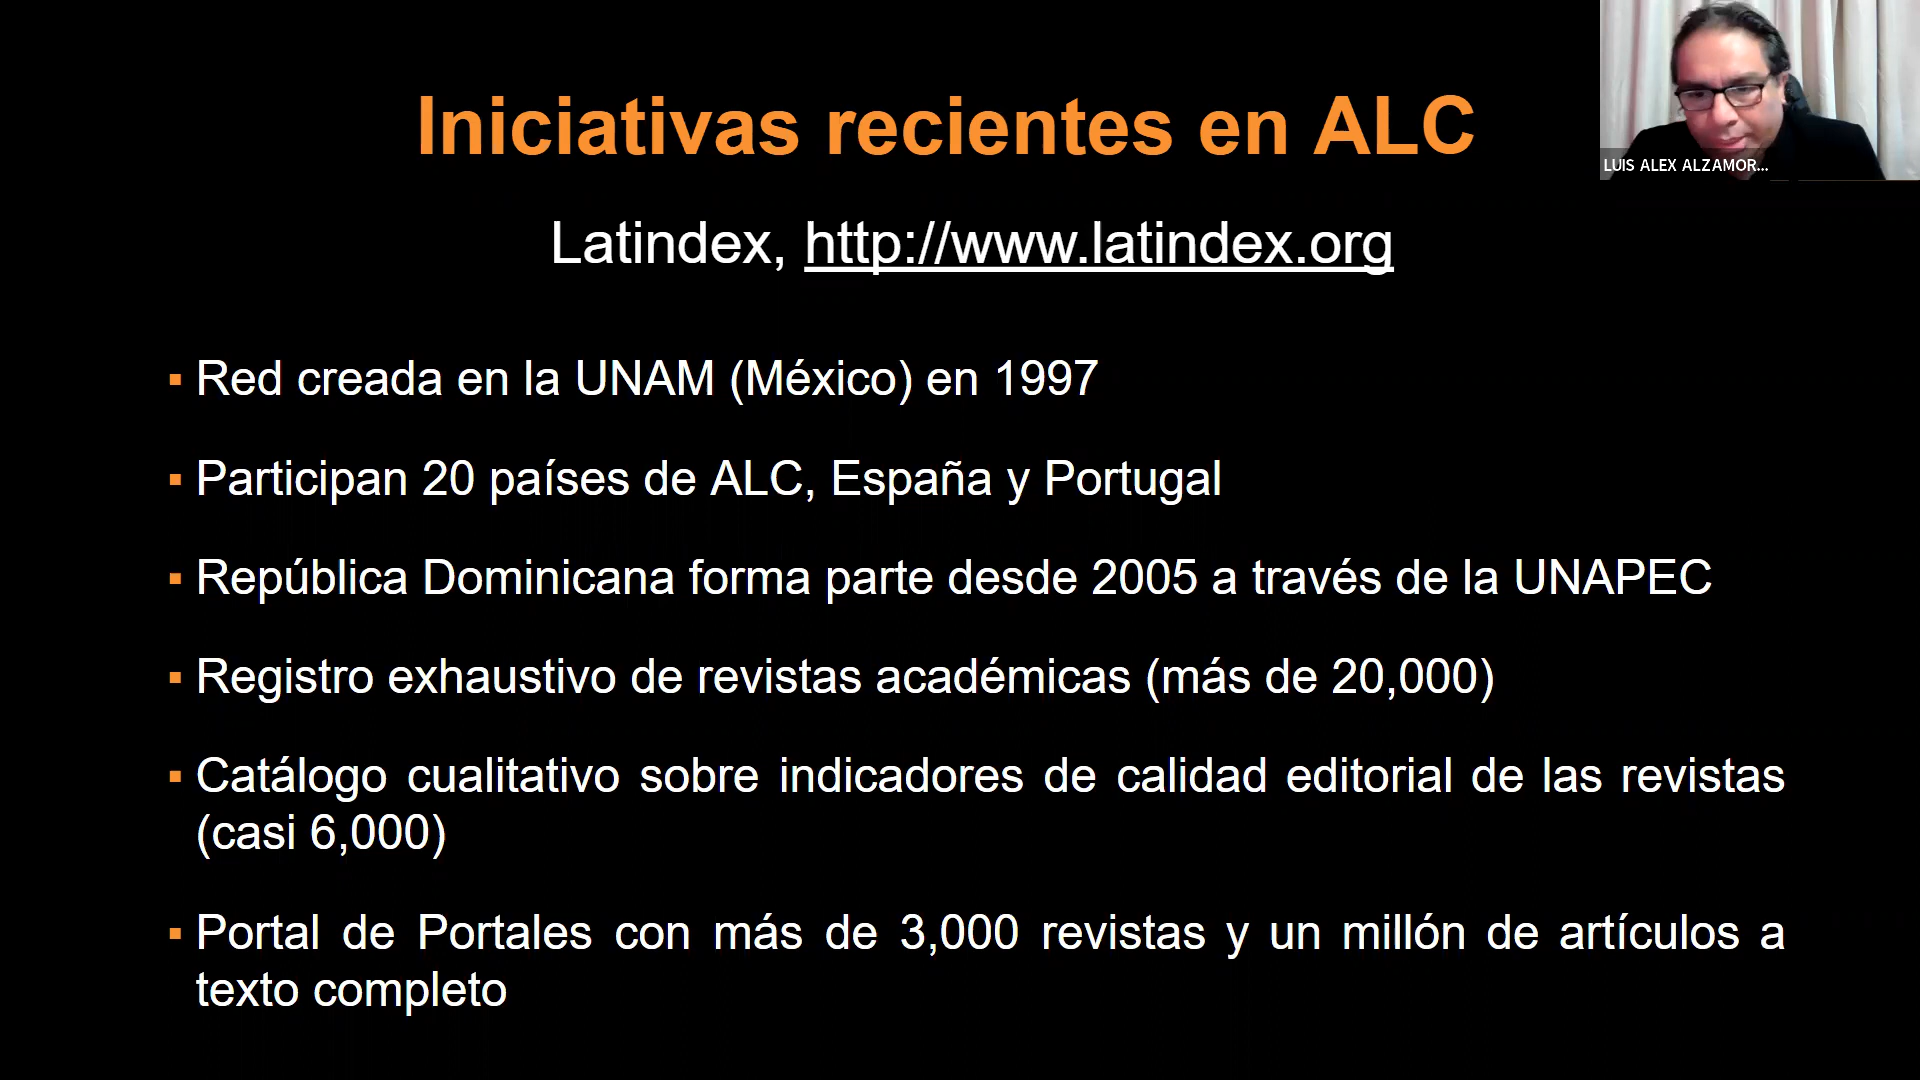 Iniciativas recientes en ALC
LUIS ALEX ALZAMOR...
Latindex, http://www.latindex.org
▪ Red creada en la UNAM (México) en 1997
▪ Participan 20 países de ALC, España y Portugal
▪ República Dominicana forma parte desde 2005 a través de la UNAPEC
▪ Registro exhaustivo de revistas académicas (más de 20,000)
▪ Catálogo cualitativo sobre indicadores de calidad editorial de las revistas
(casi 6,000)
▪ Portal de Portales con más de 3,000 revistas y un millón de artículos a
texto completo